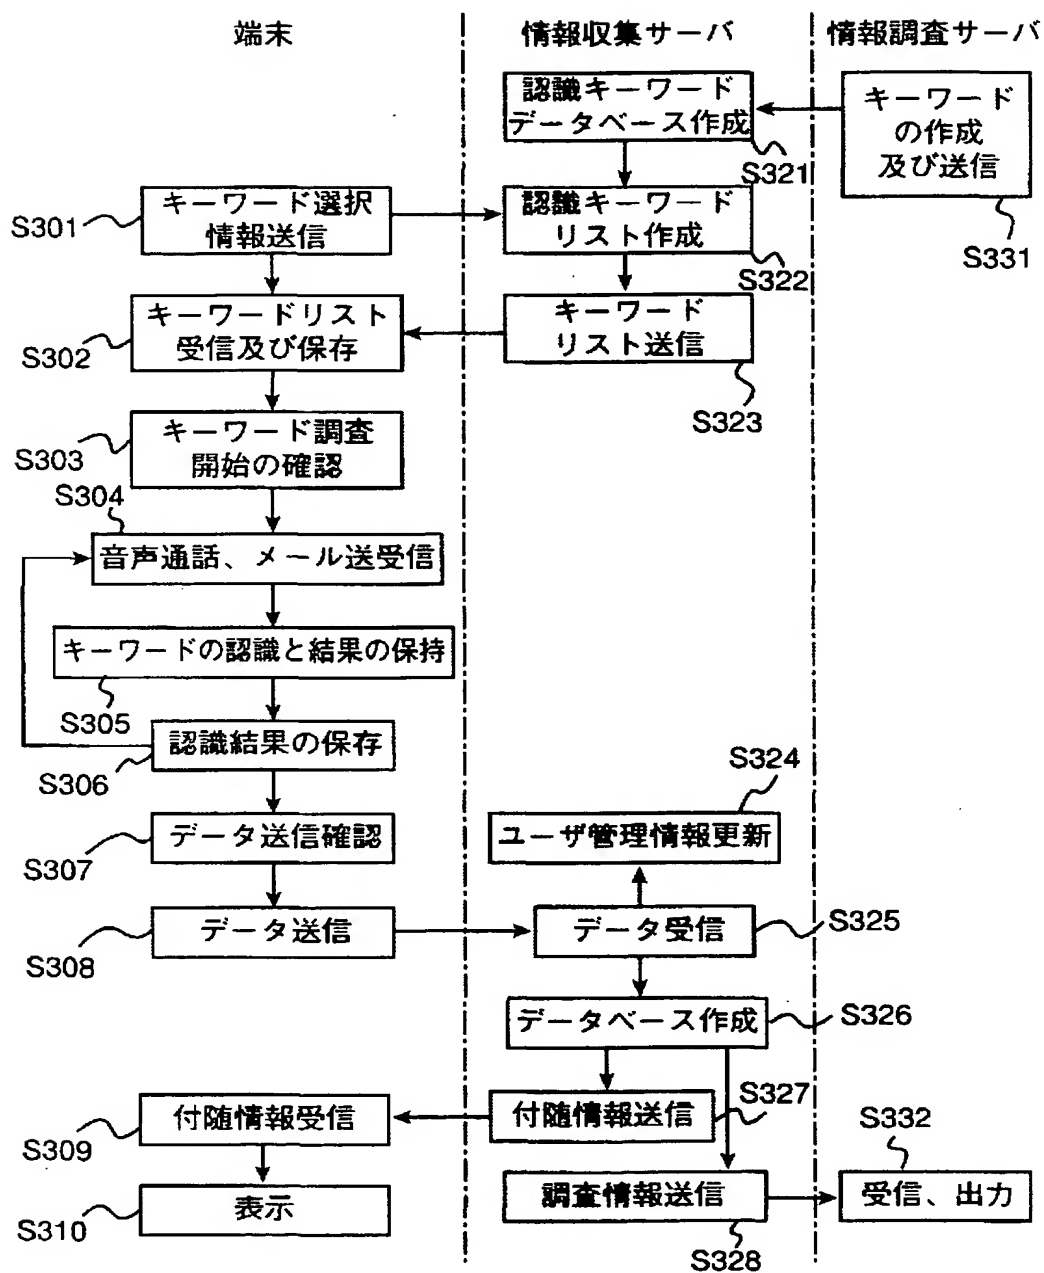 端末
情報収集サーバ
情報調査サーバ
認識キーワード
データベース作成
S321
キーワード
の作成
及び送信
S331
S301
キーワード選択
情報送信
認識キーワード
リスト作成
S322
S302
キーワードリスト
受信及び保存
キーワード
リスト送信
S323
S303
キーワード調査
開始の確認
S304
音声通話、メール送受信
キーワードの認識と結果の保持
S305
認識結果の保存
S306
S324
データ送信確認
S307
ユーザ管理情報更新
データ送信
S308
データ受信
S325
データベース作成
S326
付随情報受信
S309
付随情報送信
S327
S332
表示
S310
調査情報送信
S328
受信、出力